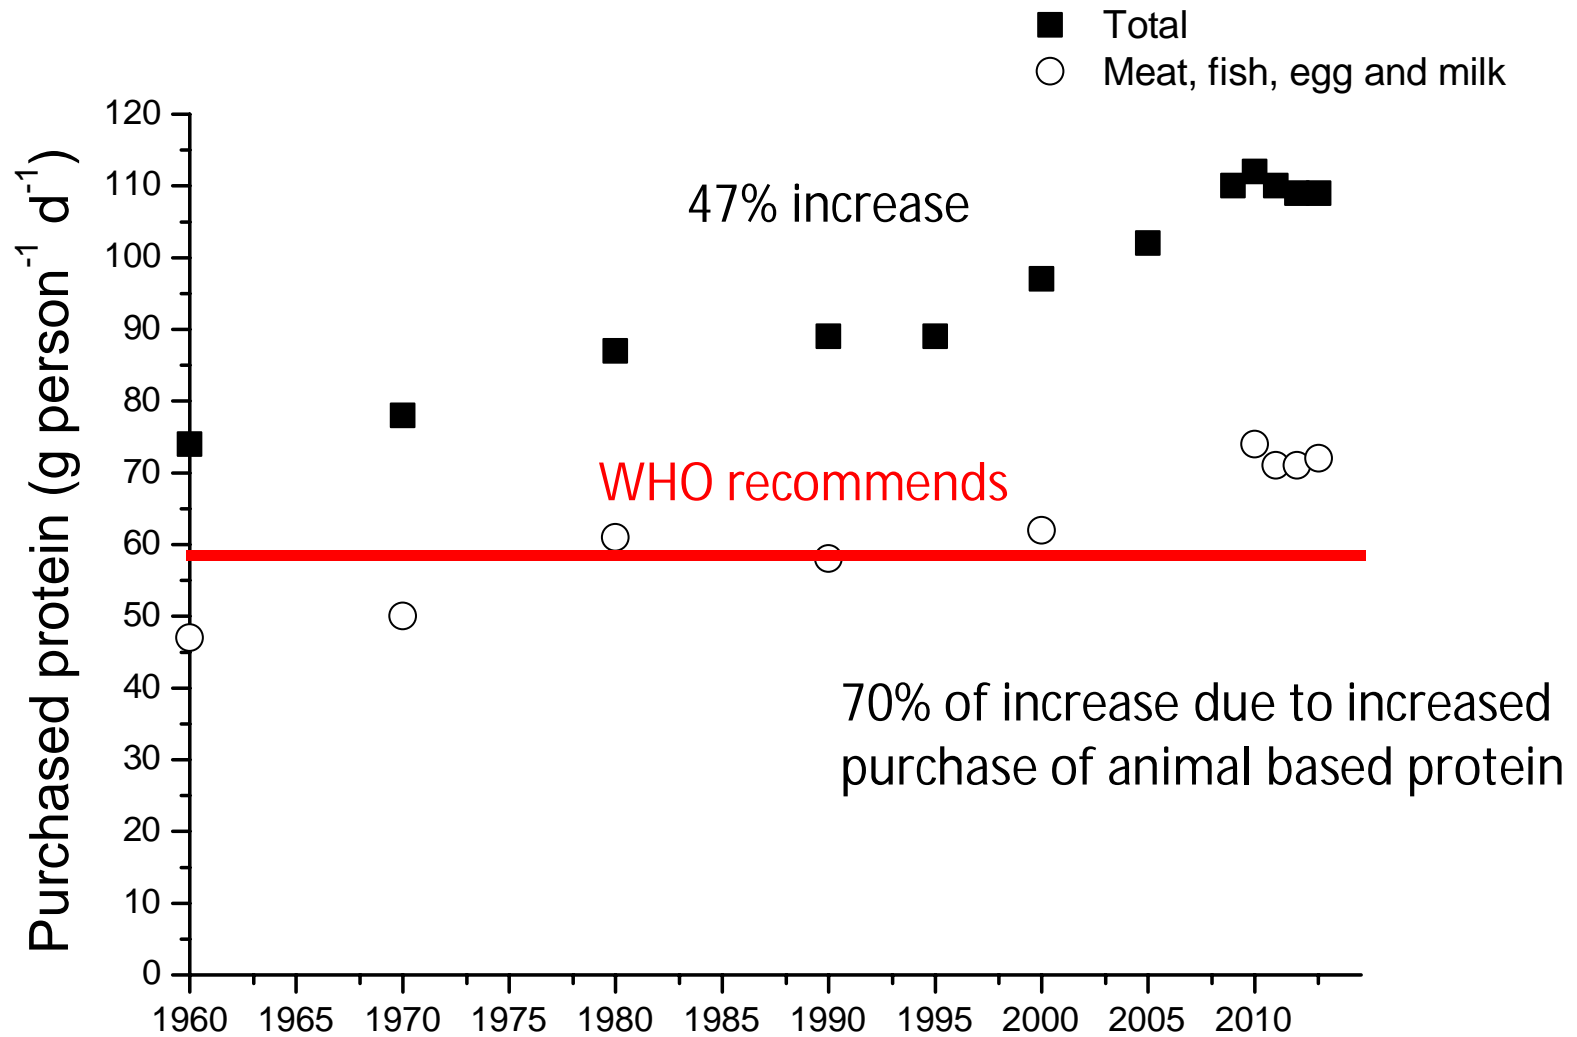 Total
Meat, fish, egg and milk
Purchased protein (g person⁻¹ d⁻¹)
120
110
100
90
80
70
60
50
40
30
20
10
0
47% increase
WHO recommends
70% of increase due to increased
purchase of animal based protein
1960 1965 1970 1975 1980 1985 1990 1995 2000 2005 2010